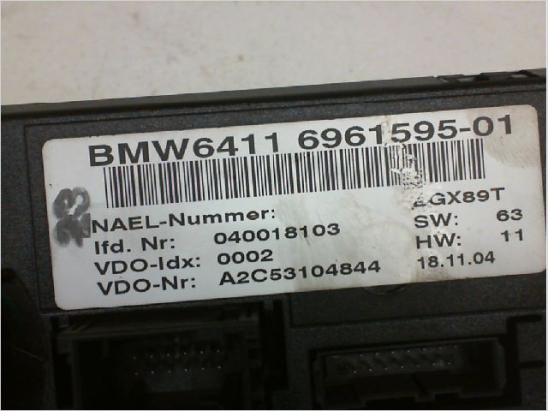 BMW6411 6961595-01
NAEL-Nummer:
lfd. Nr: 040018103
VDO-Idx: 0002
VDO-Nr: A2C53104844
SW: 63
HW: 11
18.11.04